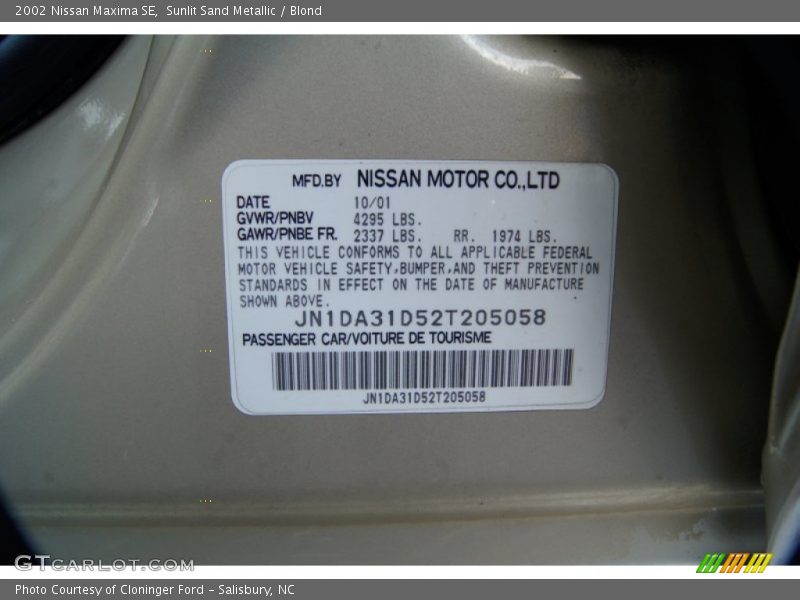 2002 Nissan Maxima SE, Sunlit Sand Metallic / Blond
MFD.BY NISSAN MOTOR CO.,LTD
DATE 10/01
GVWR/PNBV 4295 LBS.
GAWR/PNBE FR. 2337 LBS. RR. 1974 LBS.
THIS VEHICLE CONFORMS TO ALL APPLICABLE FEDERAL
MOTOR VEHICLE SAFETY,BUMPER,AND THEFT PREVENTION
STANDARDS IN EFFECT ON THE DATE OF MANUFACTURE
SHOWN ABOVE.
JN1DA31D52T205058
PASSENGER CAR/VOITURE DE TOURISME
JN1DA31D52T205058
GTCARLOT.COM
Photo Courtesy of Cloninger Ford - Salisbury, NC